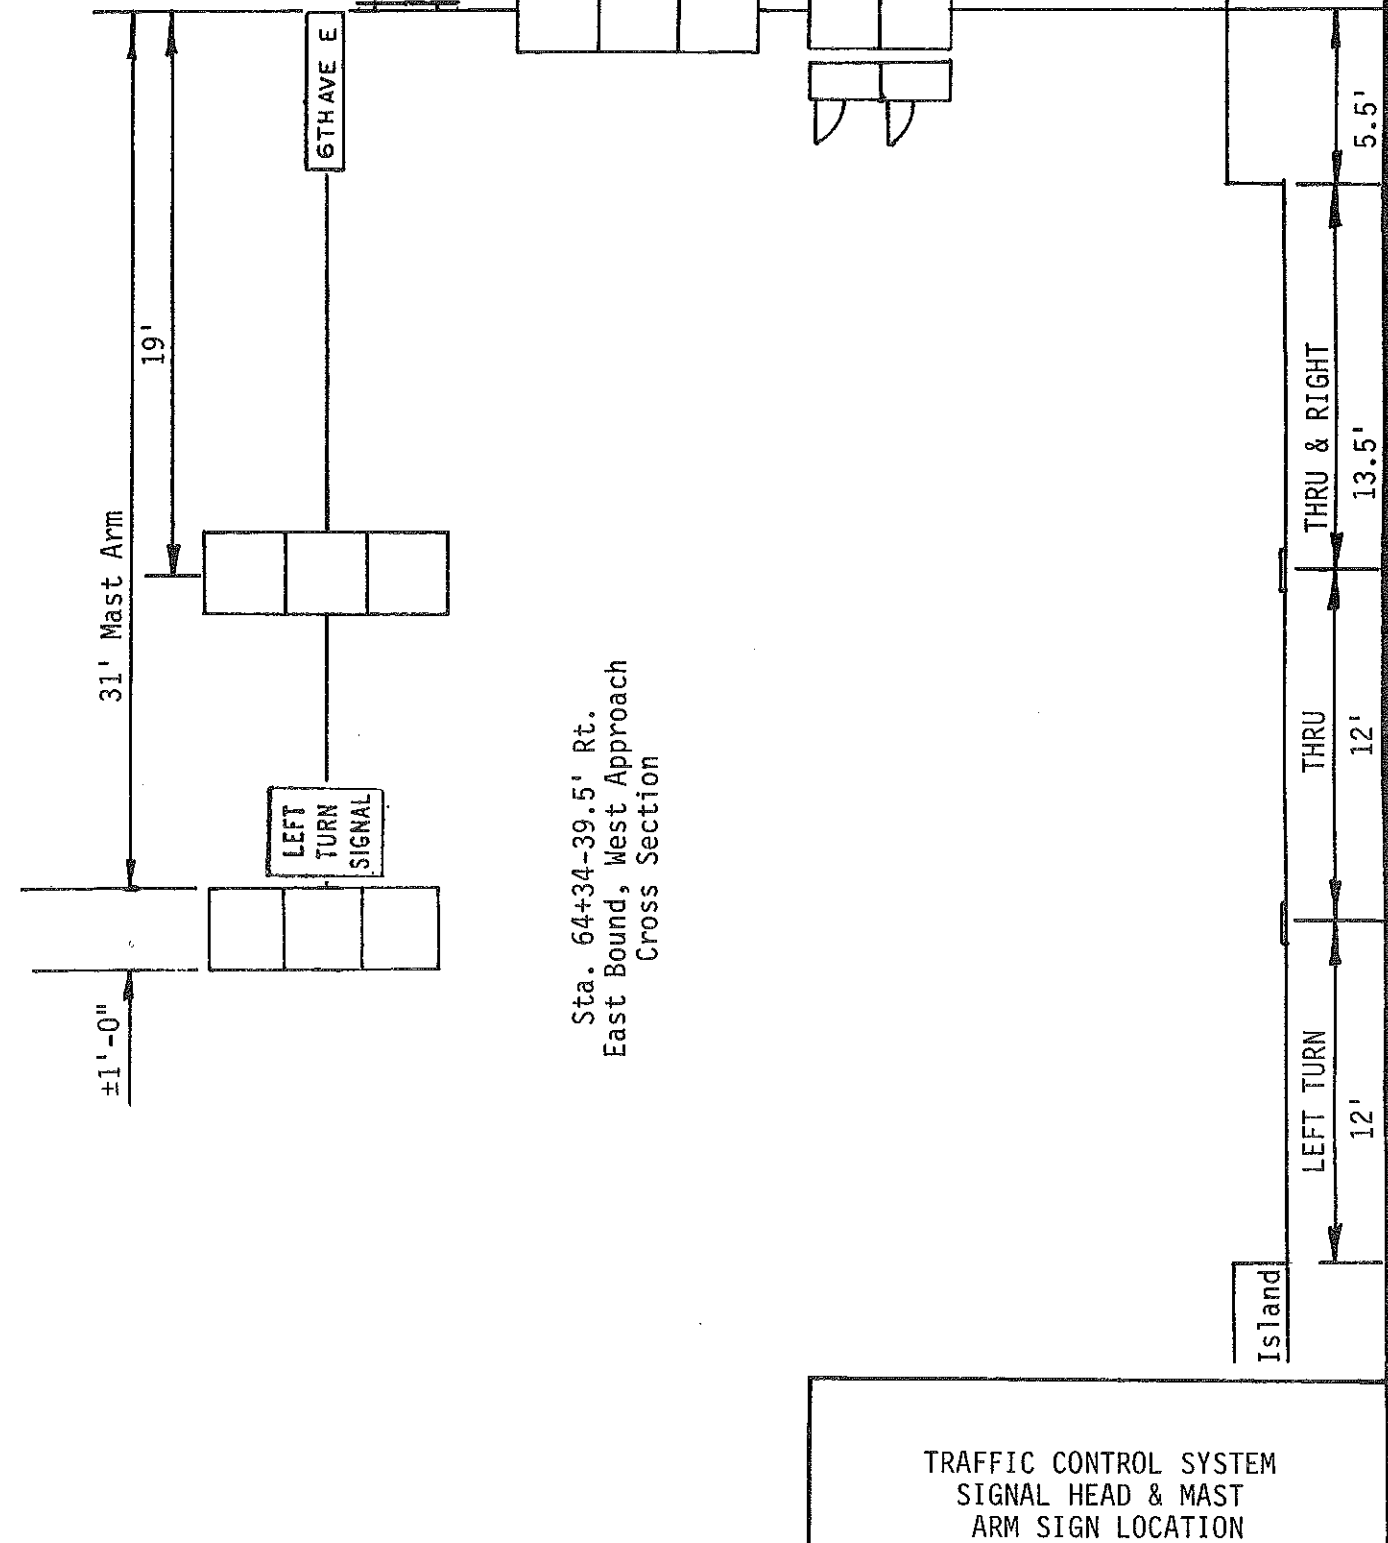 31' Mast Arm
19'
±1'-0"
6TH AVE E
LEFT
TURN
SIGNAL
Sta. 64+34-39.5' Rt.
East Bound, West Approach
Cross Section
Island
LEFT TURN
12'
THRU
12'
THRU & RIGHT
13.5'
5.5'
TRAFFIC CONTROL SYSTEM
SIGNAL HEAD & MAST
ARM SIGN LOCATION